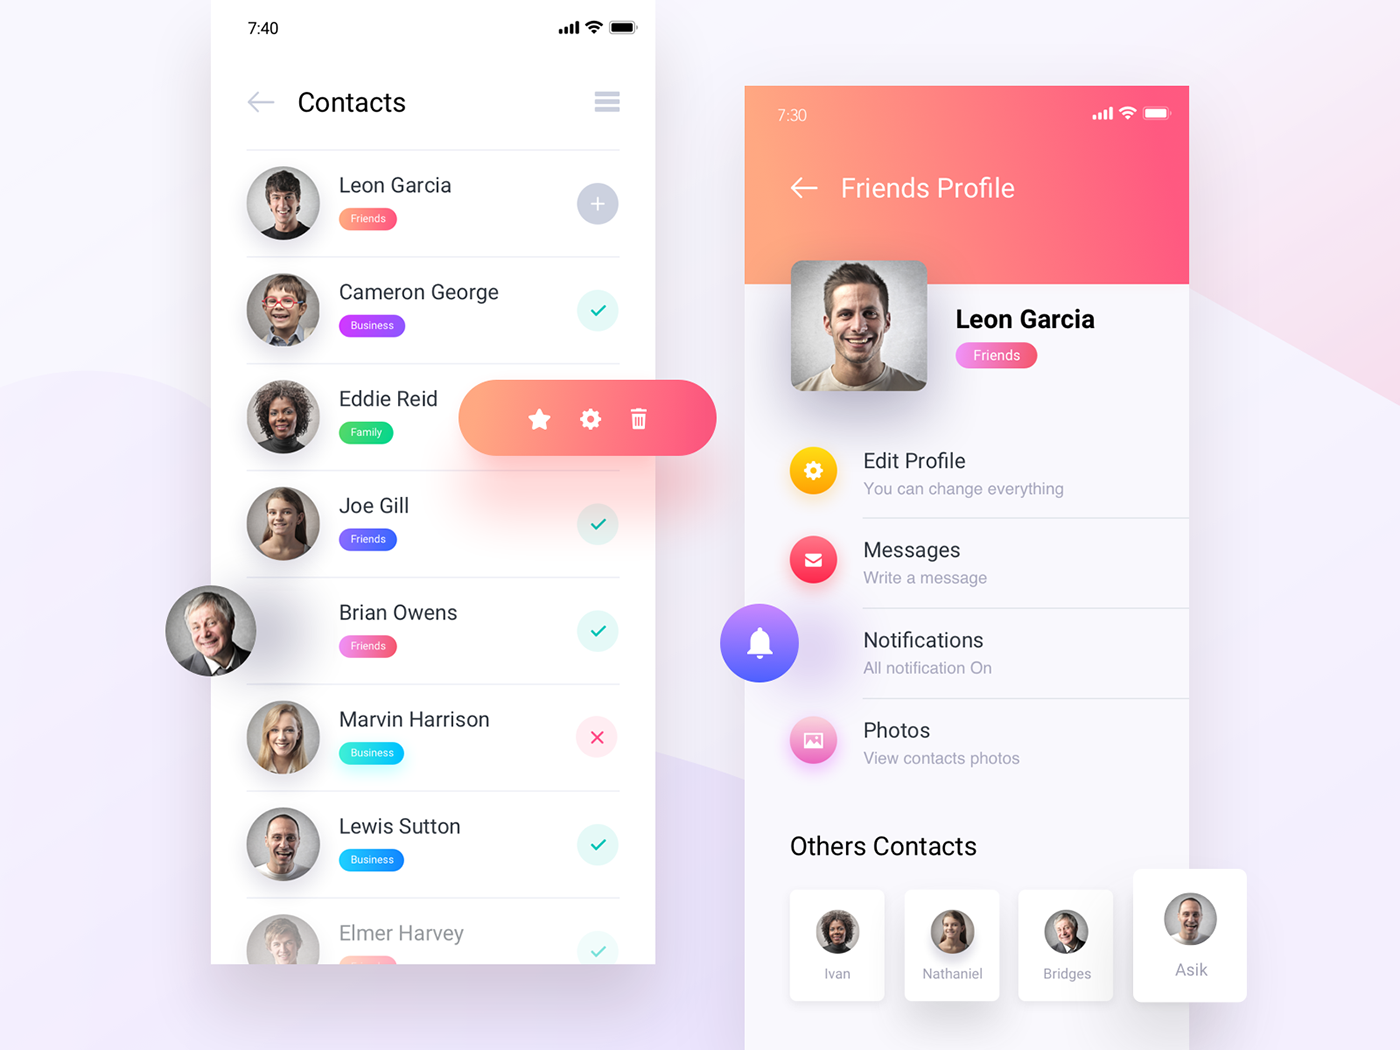 7:40
Contacts
Leon Garcia
Friends
Cameron George
Business
Eddie Reid
Family
Joe Gill
Friends
Brian Owens
Friends
Marvin Harrison
Business
Lewis Sutton
Business
Elmer Harvey
7:30
Friends Profile
Leon Garcia
Friends
Edit Profile
You can change everything
Messages
Write a message
Notifications
All notification On
Photos
View contacts photos
Others Contacts
Ivan
Nathaniel
Bridges
Asik